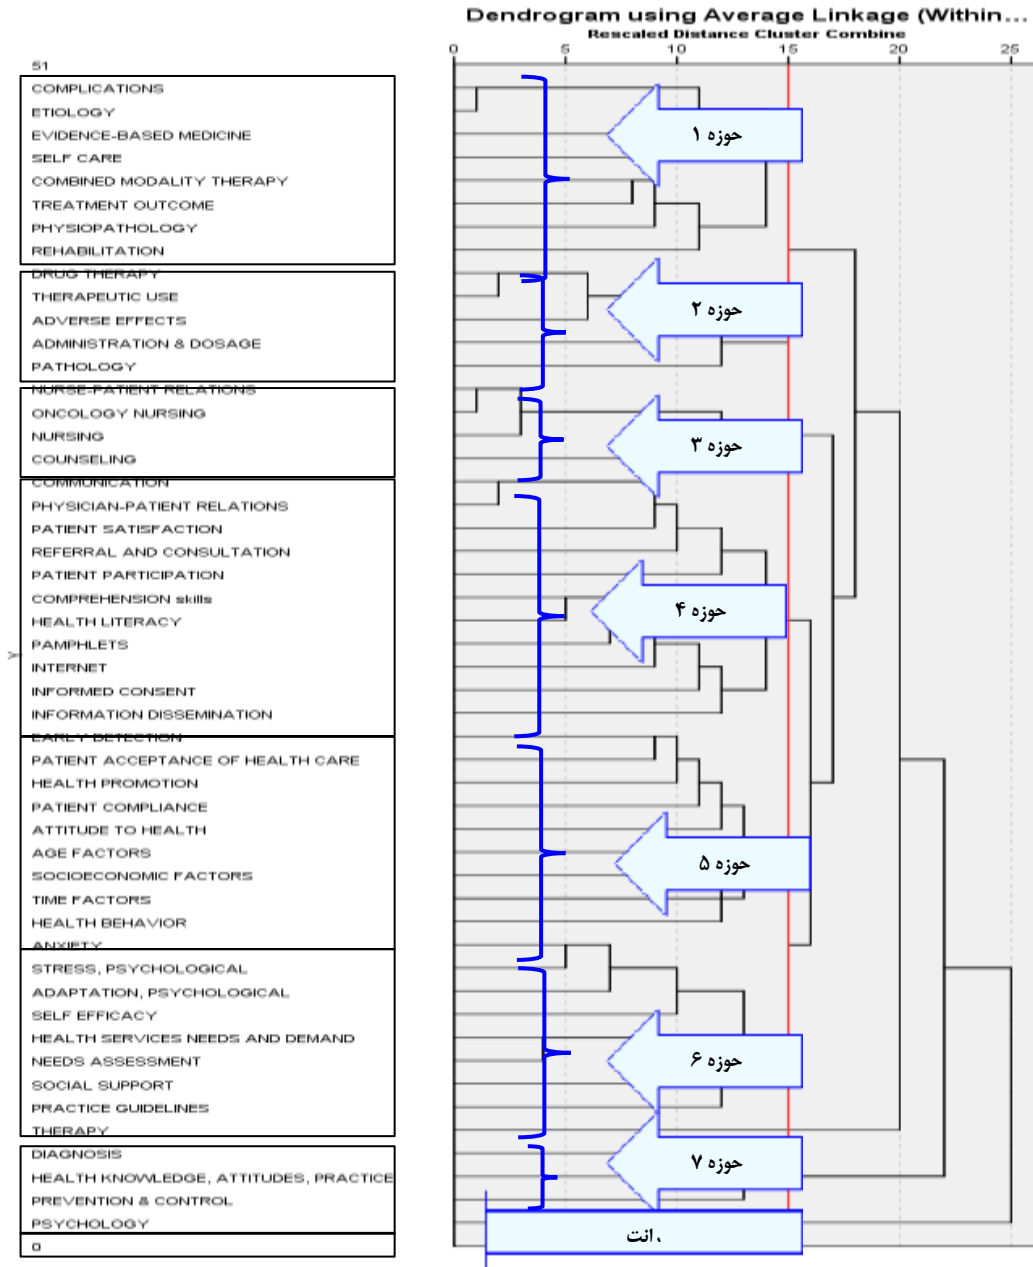 Dendrogram using Average Linkage (Within...
Rescaled Distance Cluster Combine
0 5 10 15 20 25
51
COMPLICATIONS
ETIOLOGY
EVIDENCE-BASED MEDICINE
SELF CARE
COMBINED MODALITY THERAPY
TREATMENT OUTCOME
PHYSIOPATHOLOGY
REHABILITATION
حوزه ۱
DRUG THERAPY
THERAPEUTIC USE
ADVERSE EFFECTS
ADMINISTRATION & DOSAGE
PATHOLOGY
حوزه ۲
NURSE-PATIENT RELATIONS
ONCOLOGY NURSING
NURSING
COUNSELING
حوزه ۳
COMMUNICATION
PHYSICIAN-PATIENT RELATIONS
PATIENT SATISFACTION
REFERRAL AND CONSULTATION
PATIENT PARTICIPATION
COMPREHENSION skills
HEALTH LITERACY
PAMPHLETS
INTERNET
INFORMED CONSENT
INFORMATION DISSEMINATION
حوزه ۴
Y
EARLY DETECTION
PATIENT ACCEPTANCE OF HEALTH CARE
HEALTH PROMOTION
PATIENT COMPLIANCE
ATTITUDE TO HEALTH
AGE FACTORS
SOCIOECONOMIC FACTORS
TIME FACTORS
HEALTH BEHAVIOR
ANXIETY
حوزه ۵
STRESS, PSYCHOLOGICAL
ADAPTATION, PSYCHOLOGICAL
SELF EFFICACY
HEALTH SERVICES NEEDS AND DEMAND
NEEDS ASSESSMENT
SOCIAL SUPPORT
PRACTICE GUIDELINES
THERAPY
حوزه ۶
DIAGNOSIS
HEALTH KNOWLEDGE, ATTITUDES, PRACTICE
PREVENTION & CONTROL
PSYCHOLOGY
حوزه ۷
0
.انت